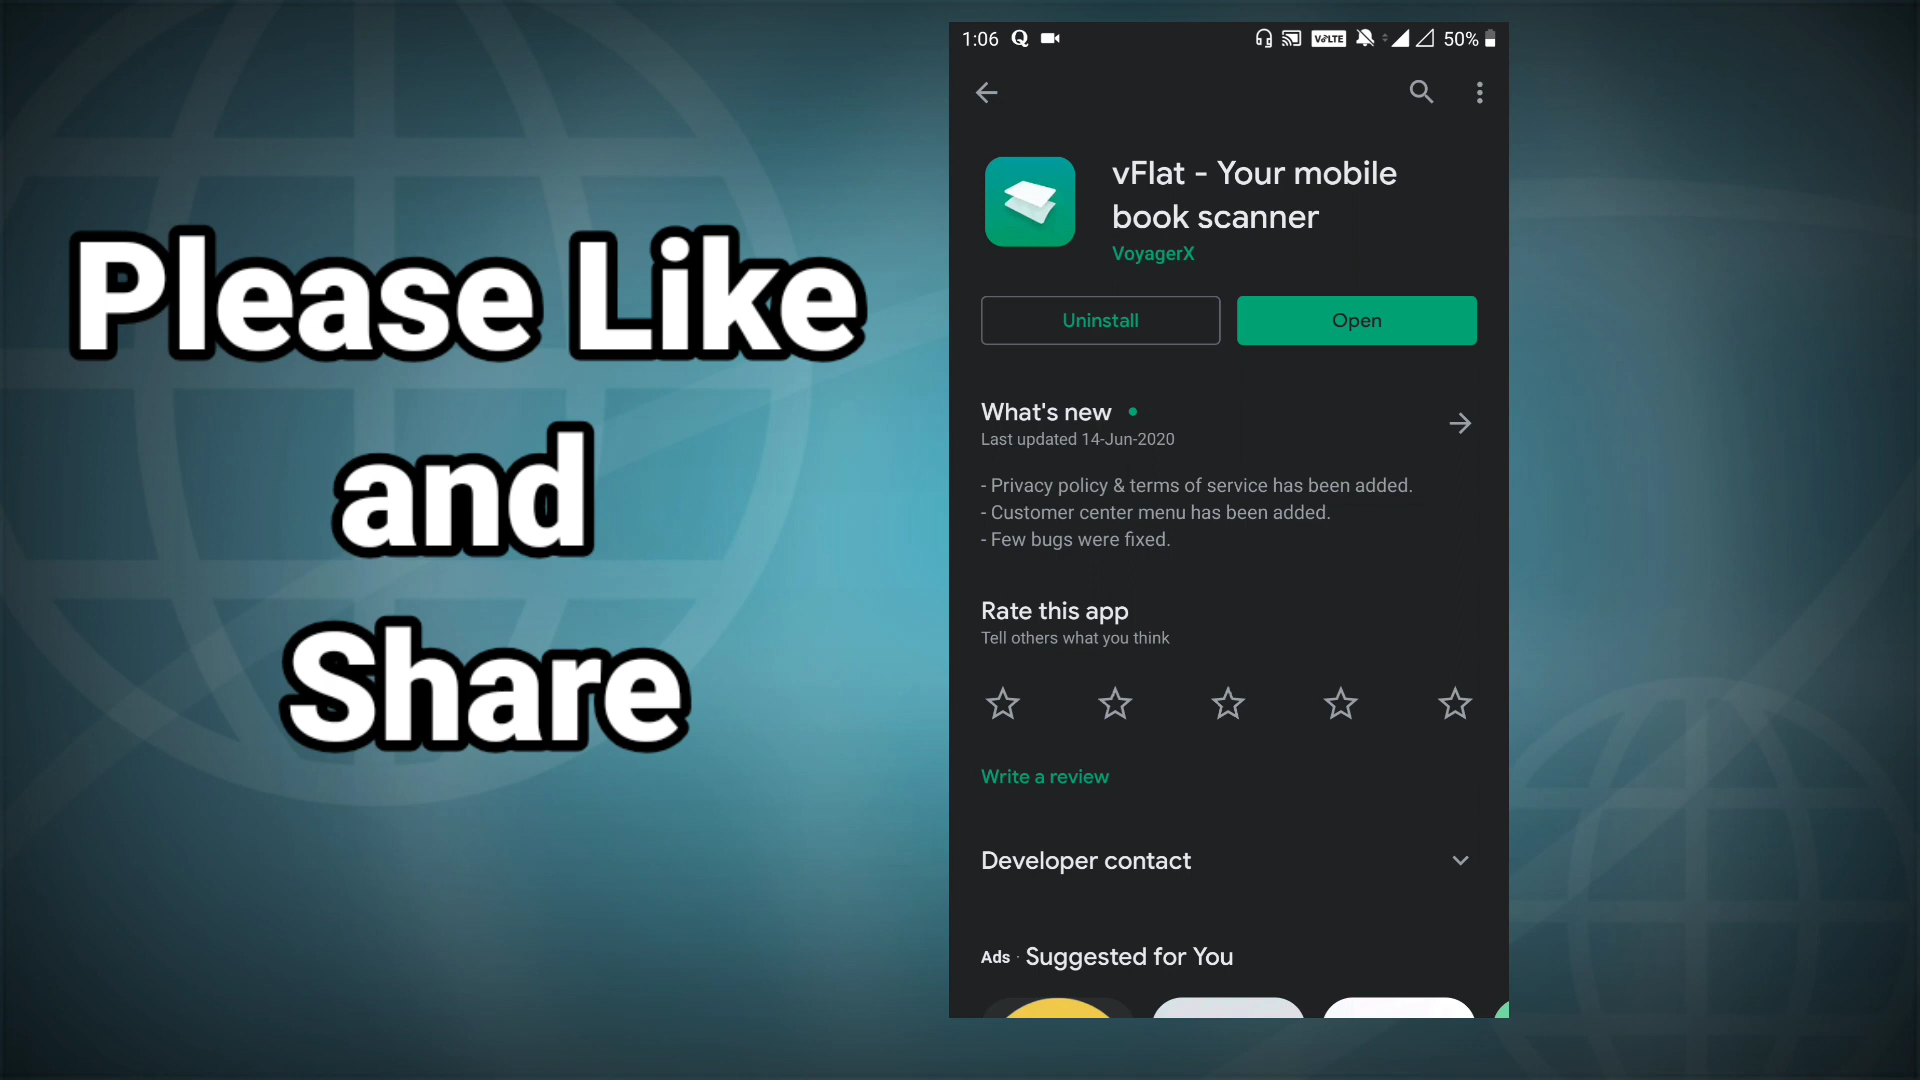 Please Like
and
Share
1:06
VoLTE
50%
vFlat - Your mobile
book scanner
VoyagerX
Uninstall
Open
What's new
Last updated 14-Jun-2020
- Privacy policy & terms of service has been added.
- Customer center menu has been added.
- Few bugs were fixed.
Rate this app
Tell others what you think
Write a review
Developer contact
Ads · Suggested for You